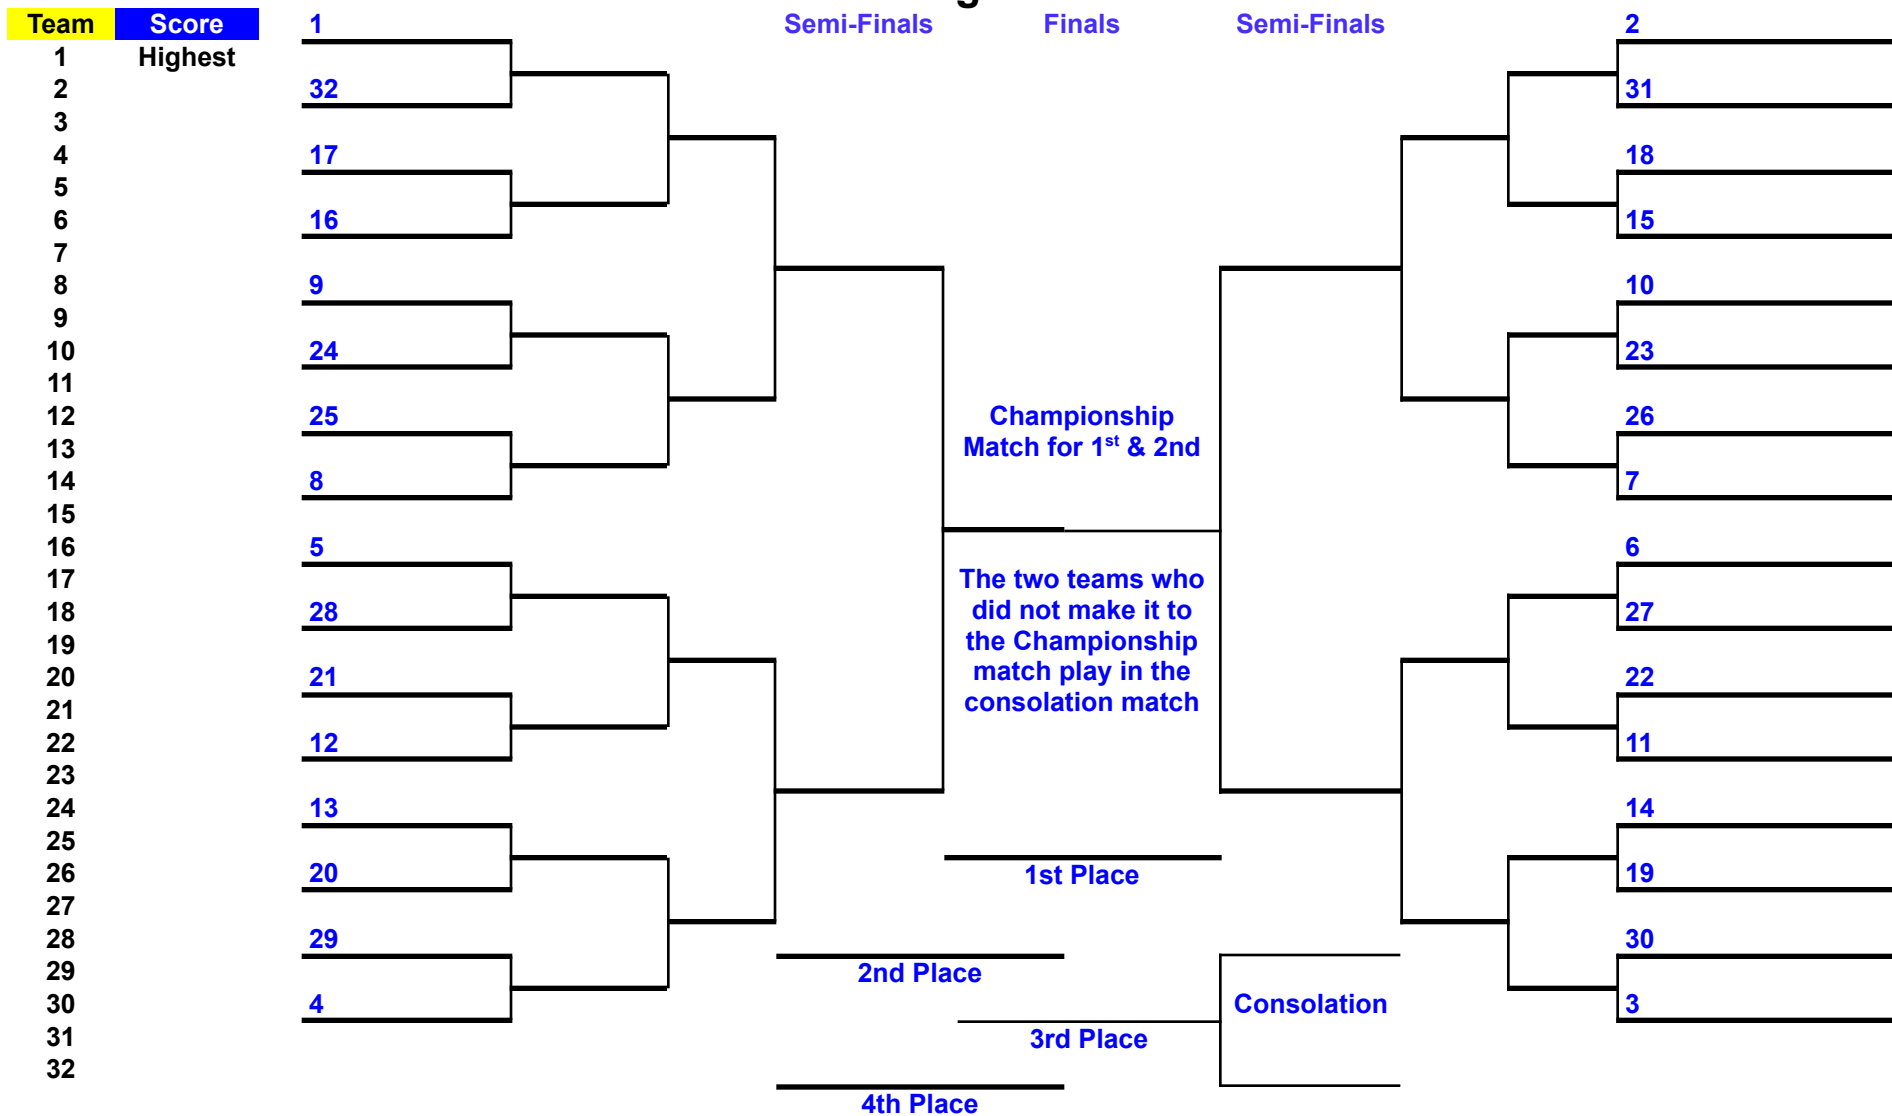 Team Score 1 Semi-Finals Finals Semi-Finals 2
1 Highest
2 32 31
3
4 17 18
5
6 16 15
7
8 9 10
9
10 24 23
11
12 25 Championship 26
13 Match for 1st & 2nd
14 8 7
15
16 5 6
17 The two teams who
18 28 did not make it to 27
19 the Championship
20 21 match play in the 22
21 consolation match
22 12 11
23
24 13 14
25
26 20 1st Place 19
27
28 29 30
29 2nd Place
30 4 Consolation 3
31 3rd Place
32
4th Place